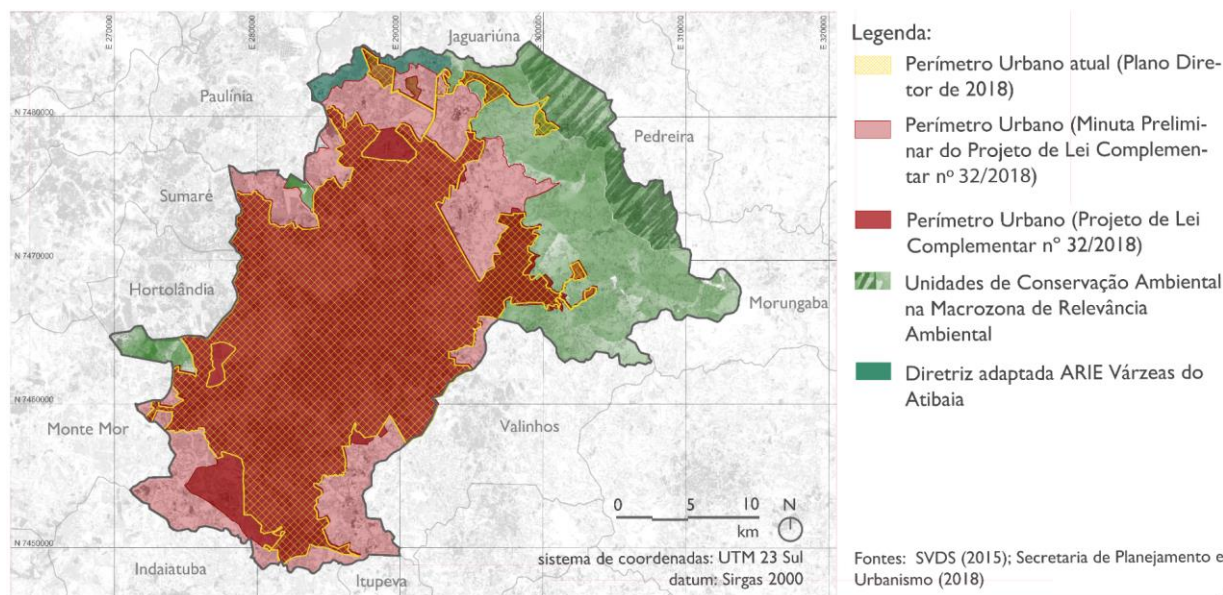 E 270000
E 280000
E 290000
E 300000
E 310000
E 320000
N 7480000
N 7470000
N 7460000
N 7450000
Jaguariúna
Paulínia
Pedreira
Sumaré
Hortolândia
Morungaba
Monte Mor
Valinhos
Indaiatuba
Itupeva
0 5 10 N
km
sistema de coordenadas: UTM 23 Sul
datum: Sirgas 2000
Legenda:
Perímetro Urbano atual (Plano Dire-
tor de 2018)
Perímetro Urbano (Minuta Prelimi-
nar do Projeto de Lei Complemen-
tar nº 32/2018)
Perímetro Urbano (Projeto de Lei
Complementar nº 32/2018)
Unidades de Conservação Ambiental
na Macrozona de Relevância
Ambiental
Diretriz adaptada ARIE Várzeas do
Atibaia
Fontes: SVDS (2015); Secretaria de Planejamento e
Urbanismo (2018)